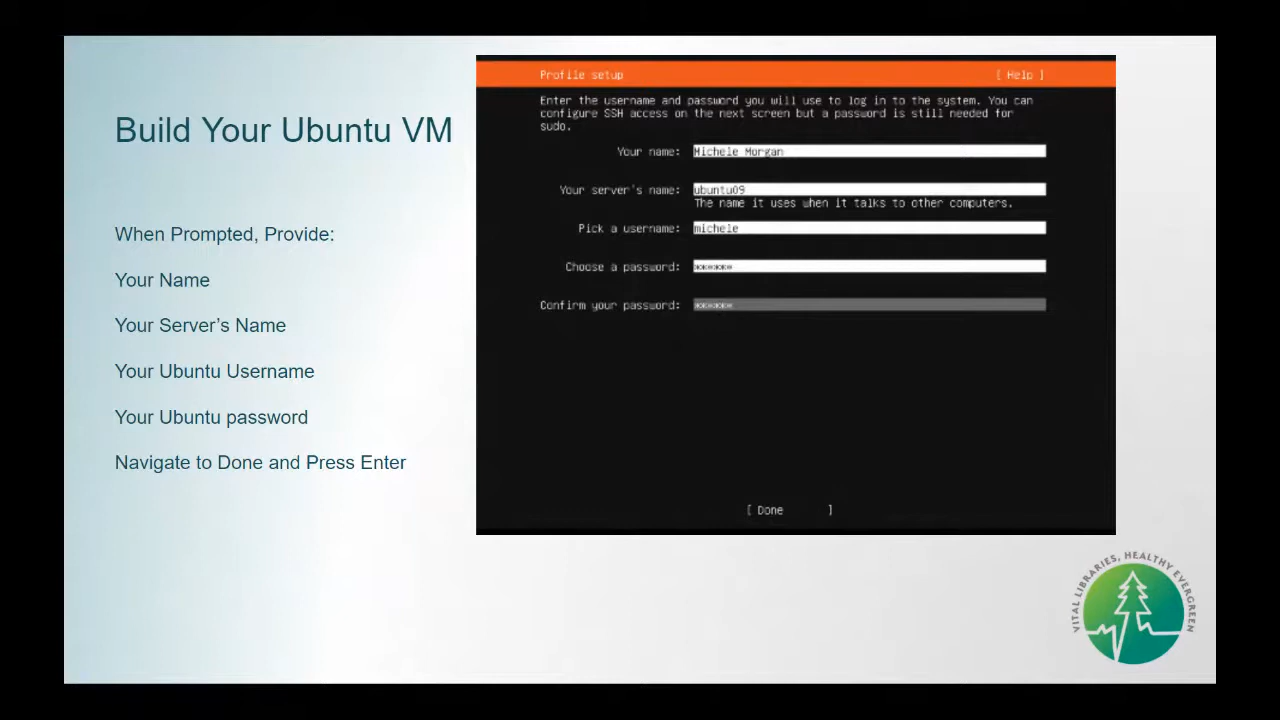 Build Your Ubuntu VM
When Prompted, Provide:
Your Name
Your Server's Name
Your Ubuntu Username
Your Ubuntu password
Navigate to Done and Press Enter
Profile setup [ Help ]
Enter the username and password you will use to log in to the system. You can
configure SSH access on the next screen but a password is still needed for
sudo.
Your name: Michele Morgan
Your server's name: ubuntu09
The name it uses when it talks to other computers.
Pick a username: michele
Choose a password: ******
Confirm your password: ******
[ Done ]
VITAL LIBRARIES, HEALTHY EVERGREEN